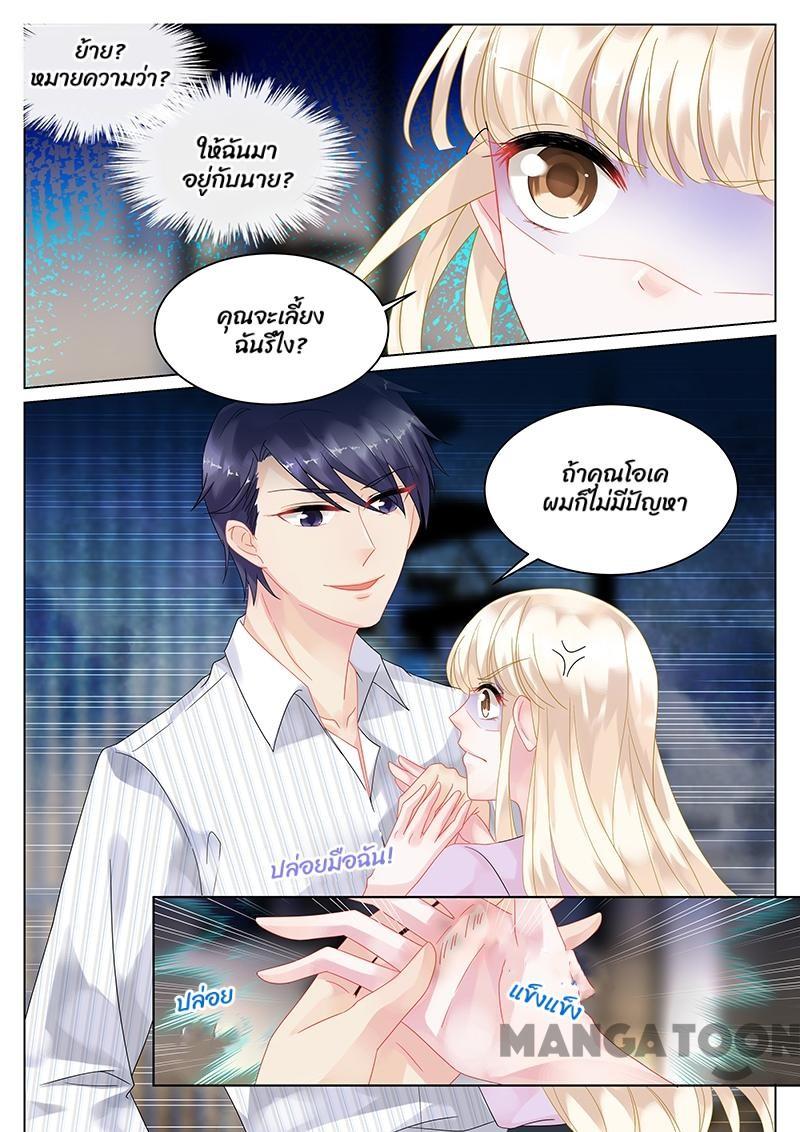 ย้าย?
หมายความว่า?
ให้ฉันมา
อยู่กับนาย?
คุณจะเลี้ยง
ฉันรึไง?
ถ้าคุณโอเค
ผมก็ไม่มีปัญหา
ปล่อยมือฉัน!
ปล่อย
แข็งแข็ง
MANGATOON